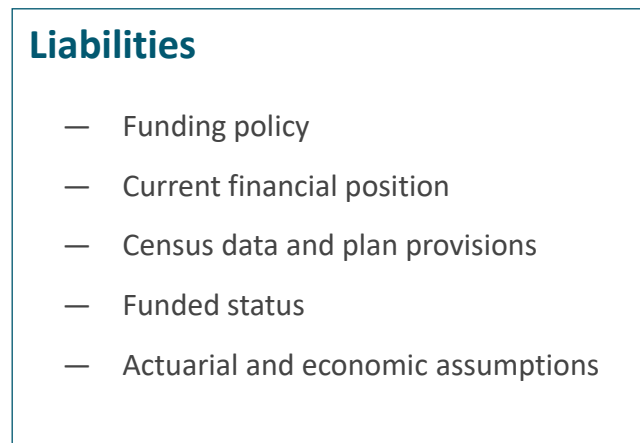 Liabilities
— Funding policy
— Current financial position
— Census data and plan provisions
— Funded status
— Actuarial and economic assumptions